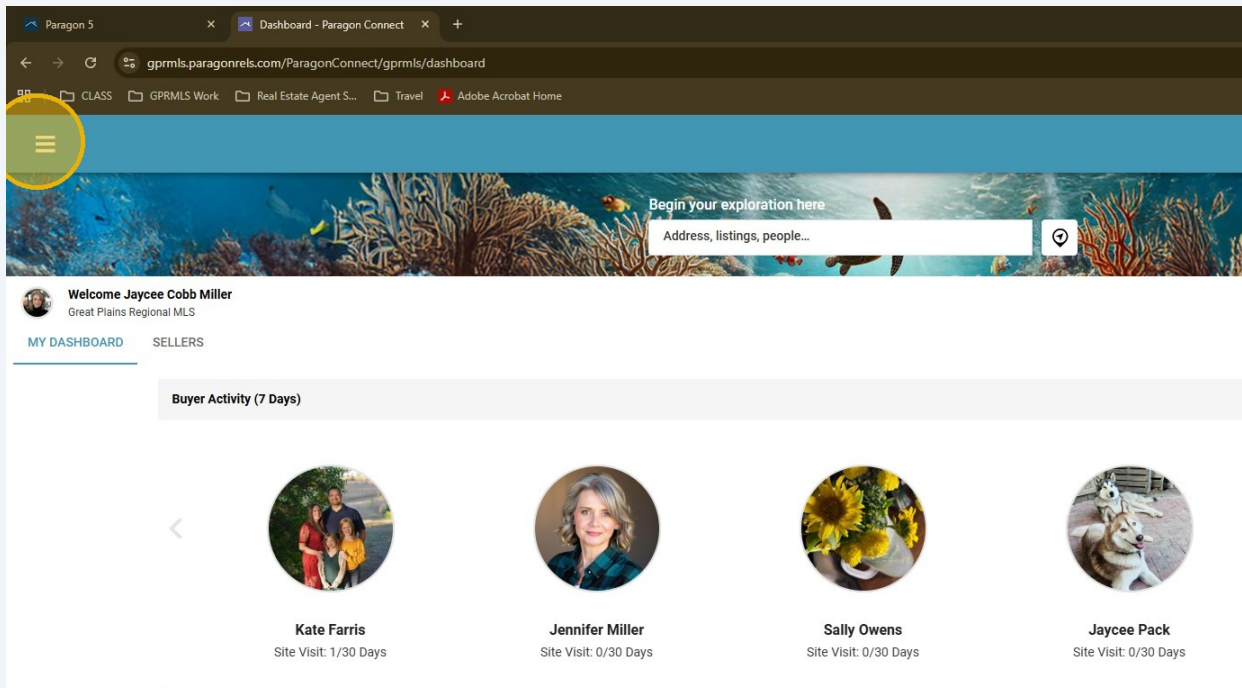 Paragon 5
Dashboard - Paragon Connect
gprmls.paragonrels.com/ParagonConnect/gprmls/dashboard
CLASS GPRMLS Work Real Estate Agent S... Travel Adobe Acrobat Home
Begin your exploration here
Address, listings, people...
Welcome Jaycee Cobb Miller
Great Plains Regional MLS
MY DASHBOARD SELLERS
Buyer Activity (7 Days)
Kate Farris Jennifer Miller Sally Owens Jaycee Pack
Site Visit: 1/30 Days Site Visit: 0/30 Days Site Visit: 0/30 Days Site Visit: 0/30 Days